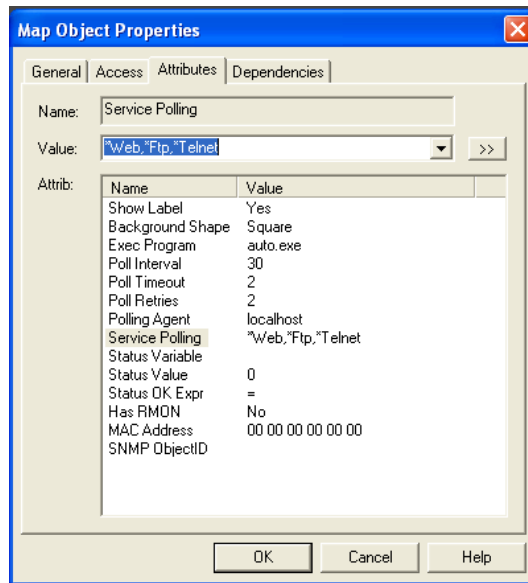 Map Object Properties
General Access Attributes Dependencies
Name: Service Polling
Value: *Web,*Ftp,*Telnet >>
Attrib: Name Value
Show Label Yes
Background Shape Square
Exec Program auto.exe
Poll Interval 30
Poll Timeout 2
Poll Retries 2
Polling Agent localhost
Service Polling *Web,*Ftp,*Telnet
Status Variable
Status Value 0
Status OK Expr =
Has RMON No
MAC Address 00 00 00 00 00 00
SNMP ObjectID
OK Cancel Help